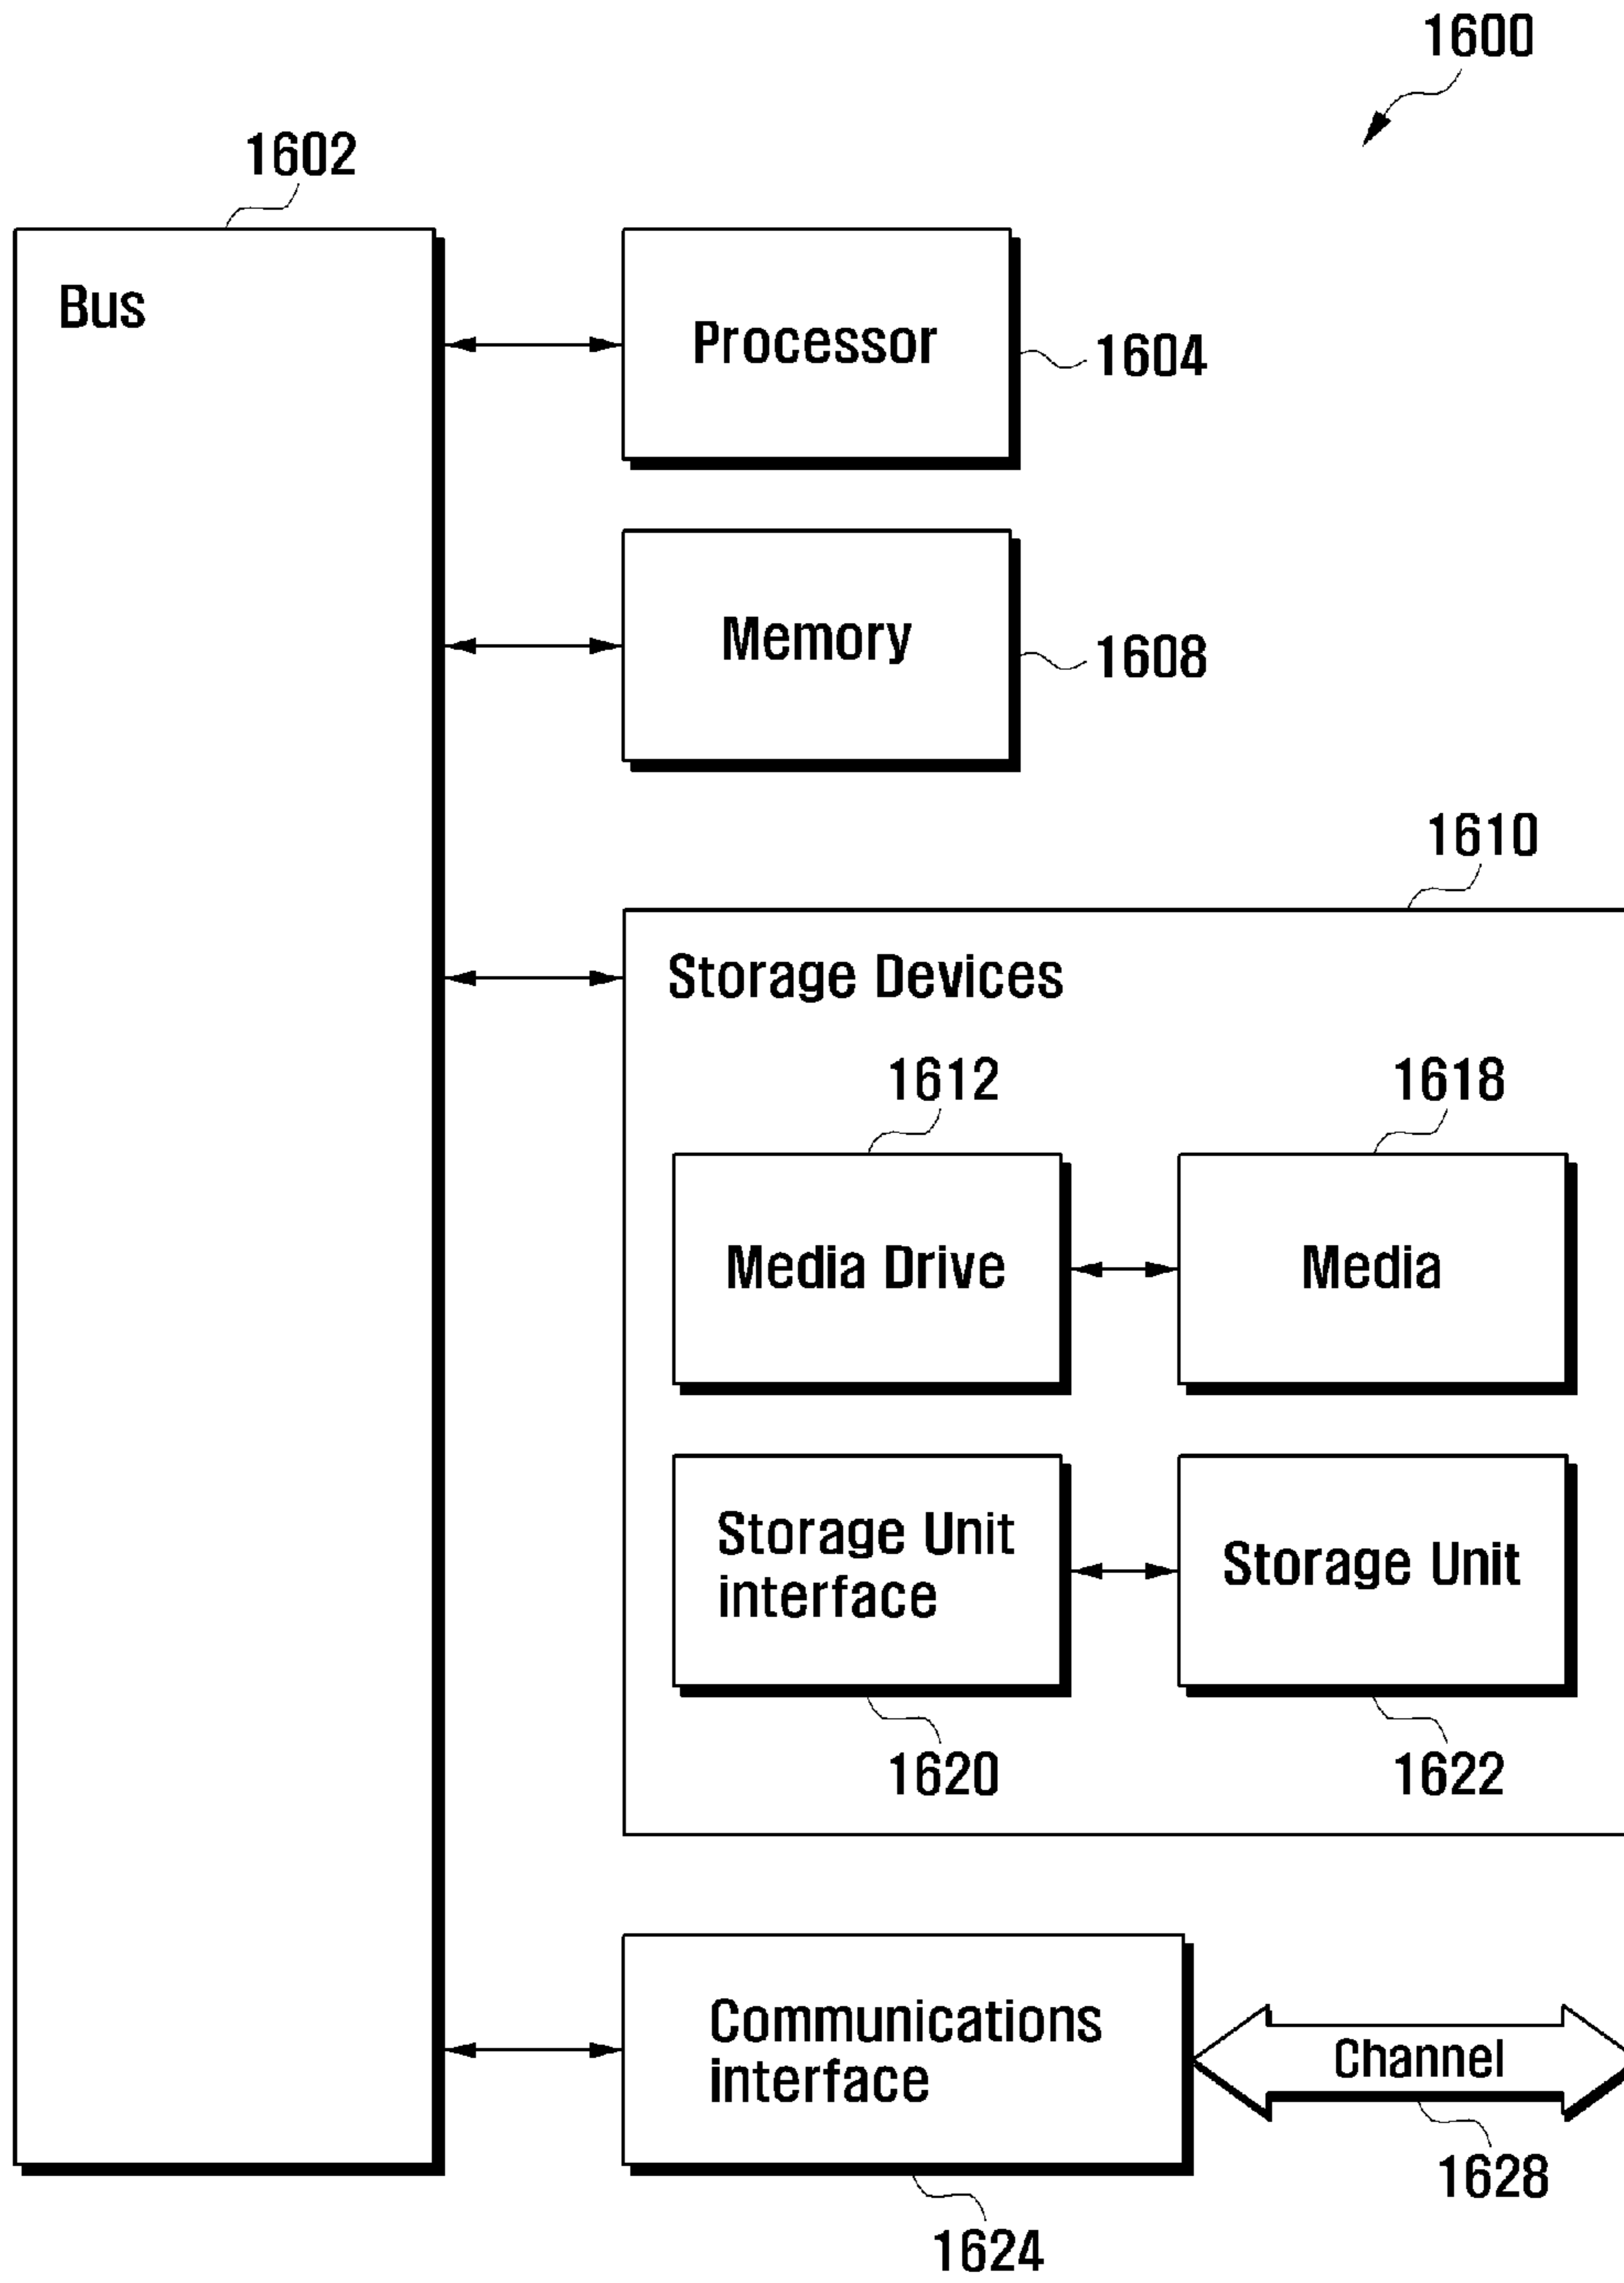 1600
1602
Bus
Processor
1604
Memory
1608
1610
Storage Devices
1612
1618
Media Drive
Media
Storage Unit
interface
Storage Unit
1620
1622
Communications
interface
Channel
1628
1624